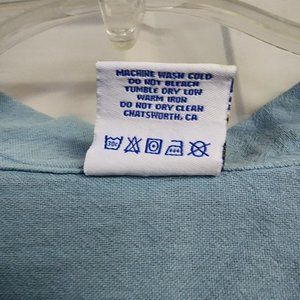 MACHINE WASH COLD
DO NOT BLEACH
TUMBLE DRY LOW
WARM IRON
DO NOT DRY CLEAN
CHATSWORTH, CA